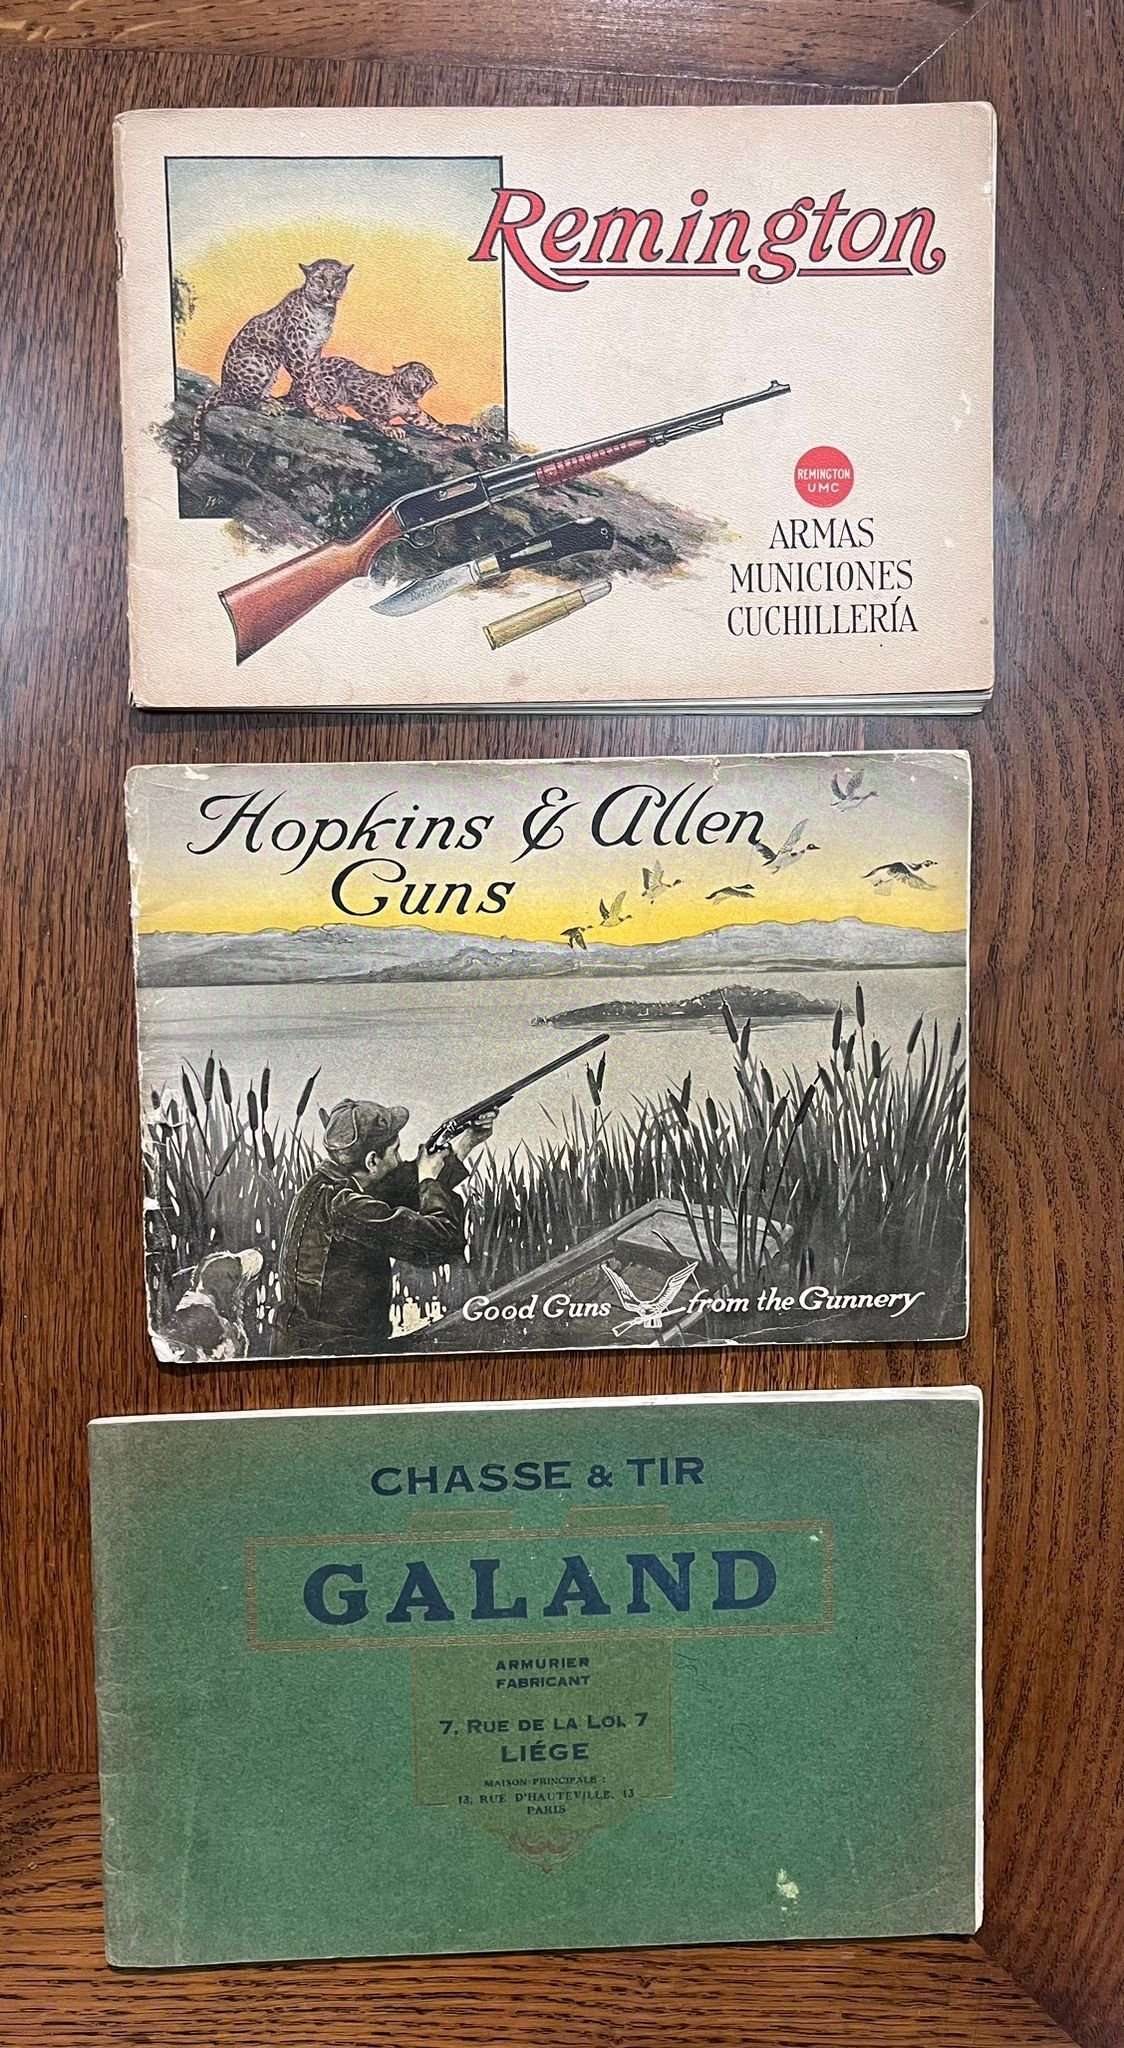 Remington
REMINGTON
UMC
ARMAS
MUNICIONES
CUCHILLERÍA
Remington
Hopkins & Allen
Guns
Good Guns from the Gunnery
CHASSE & TIR
GALAND
ARMURIER
FABRICANT
7, RUE DE LA LOI, 7
LIÉGE
MAISON PRINCIPALE :
13, RUE D'HAUTEVILLE, 13
PARIS